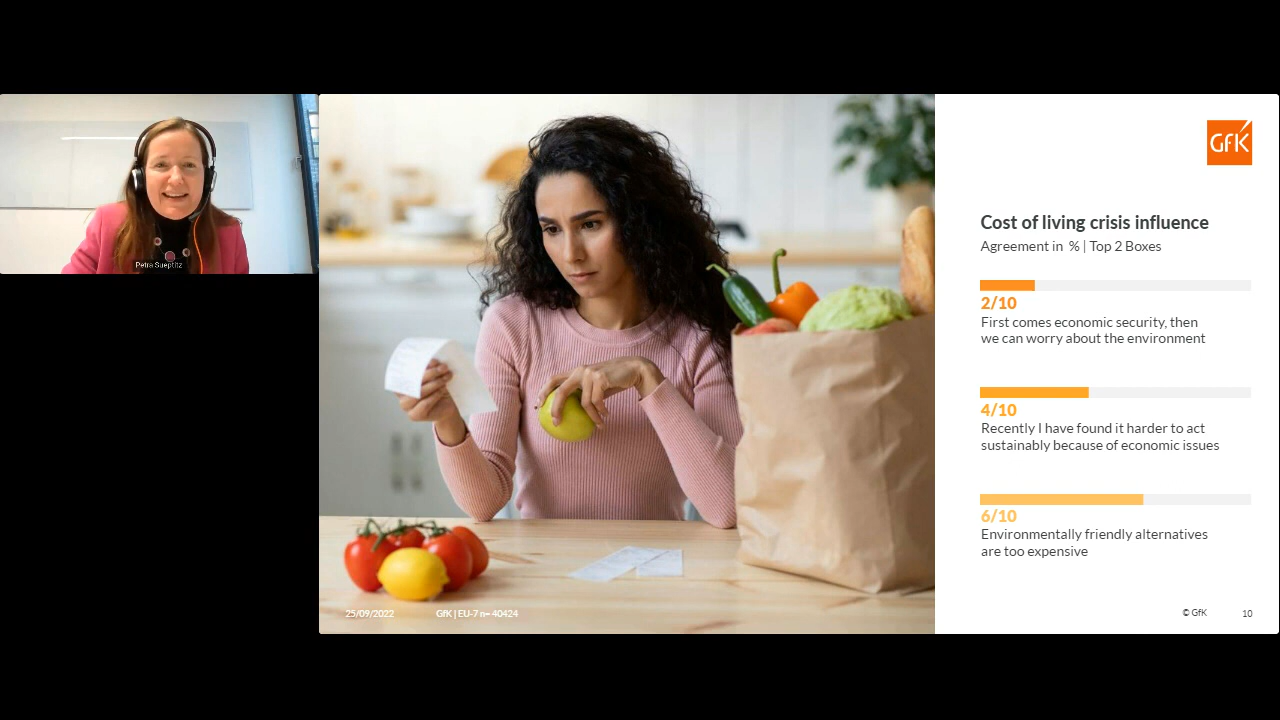 Petra Sueptitz
GfK
Cost of living crisis influence
Agreement in % | Top 2 Boxes
2/10
First comes economic security, then
we can worry about the environment
4/10
Recently I have found it harder to act
sustainably because of economic issues
6/10
Environmentally friendly alternatives
are too expensive
25/09/2022
GfK | EU-7 n= 40424
© GfK
10